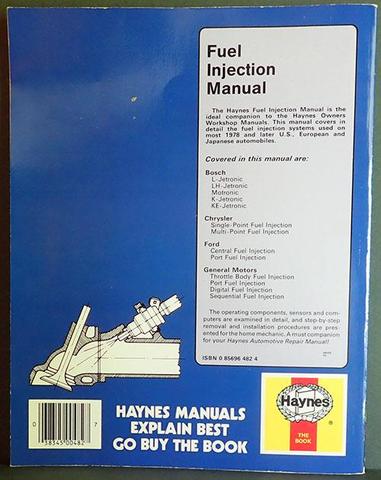 Fuel
Injection
Manual
The Haynes Fuel Injection Manual is the
ideal companion to the Haynes Owners
Workshop Manuals. This manual covers in
detail the fuel injection systems used on
most 1978 and later U.S., European and
Japanese automobiles.
Covered in this manual are:
Bosch
L-Jetronic
LH-Jetronic
Motronic
K-Jetronic
KE-Jetronic
Chrysler
Single-Point Fuel Injection
Multi-Point Fuel Injection
Ford
Central Fuel Injection
Port Fuel Injection
General Motors
Throttle Body Fuel Injection
Port Fuel Injection
Digital Fuel Injection
Sequential Fuel Injection
The operating components, sensors and com-
puters are examined in detail, and step-by-step
removal and installation procedures are pres-
ented for the home mechanic. A must companion
for your Haynes Automotive Repair Manual!
ISBN 0 85696 482 4
0 38345 00482 7
HAYNES MANUALS
EXPLAIN BEST
GO BUY THE BOOK
Haynes
®
THE
BOOK